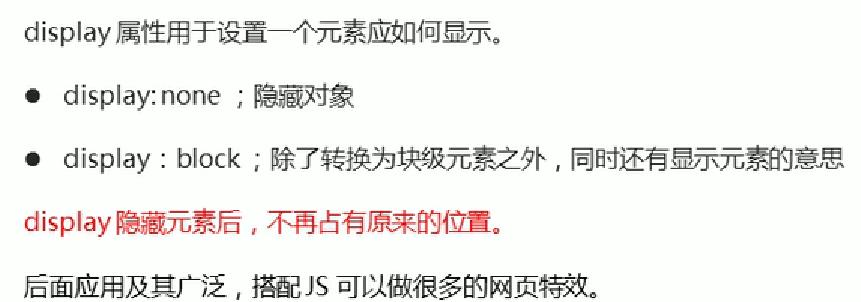 display 属性用于设置一个元素应如何显示。
● display: none ；隐藏对象
● display：block ；除了转换为块级元素之外，同时还有显示元素的意思
display 隐藏元素后，不再占有原来的位置。
后面应用及其广泛，搭配 JS 可以做很多的网页特效。